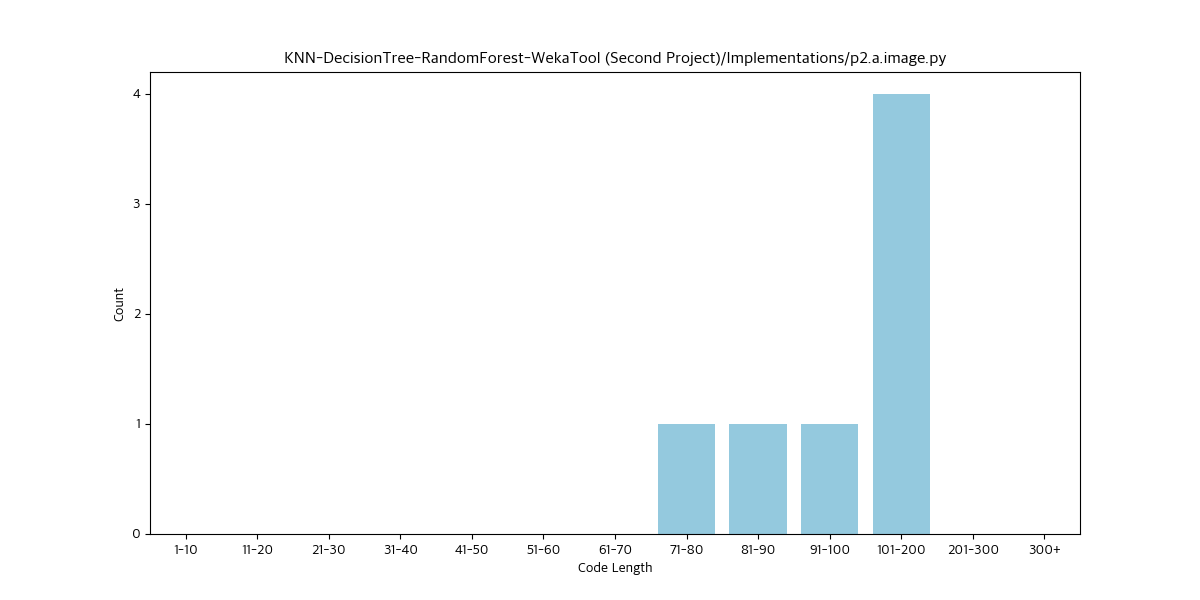 KNN-DecisionTree-RandomForest-WekaTool (Second Project)/Implementations/p2.a.image.py
4
3
2
1
0
Count
1-10 11-20 21-30 31-40 41-50 51-60 61-70 71-80 81-90 91-100 101-200 201-300 300+
Code Length